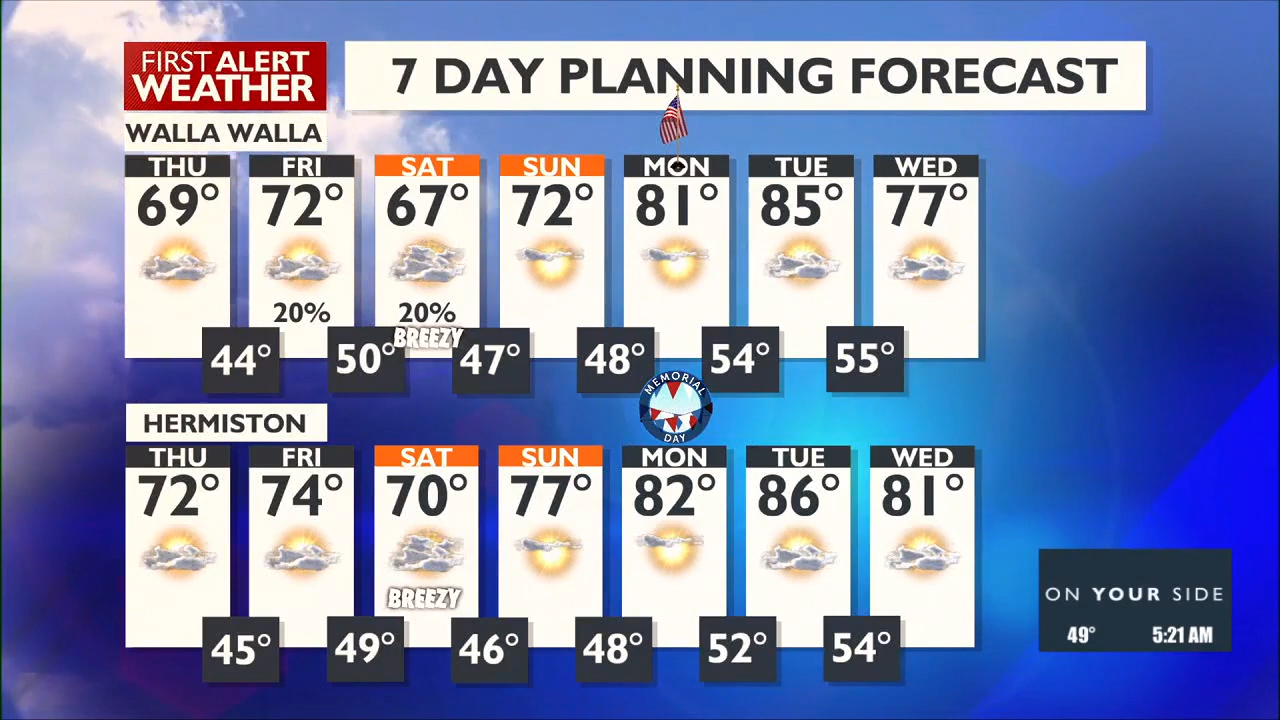 FIRST ALERT
WEATHER
7 DAY PLANNING FORECAST
WALLA WALLA
THU FRI SAT SUN MON TUE WED
69° 72° 67° 72° 81° 85° 77°
20% 20%
BREEZY
44° 50° 47° 48° 54° 55°
MEMORIAL
DAY
HERMISTON
THU FRI SAT SUN MON TUE WED
72° 74° 70° 77° 82° 86° 81°
BREEZY
45° 49° 46° 48° 52° 54°
ON YOUR SIDE
49° 5:21 AM